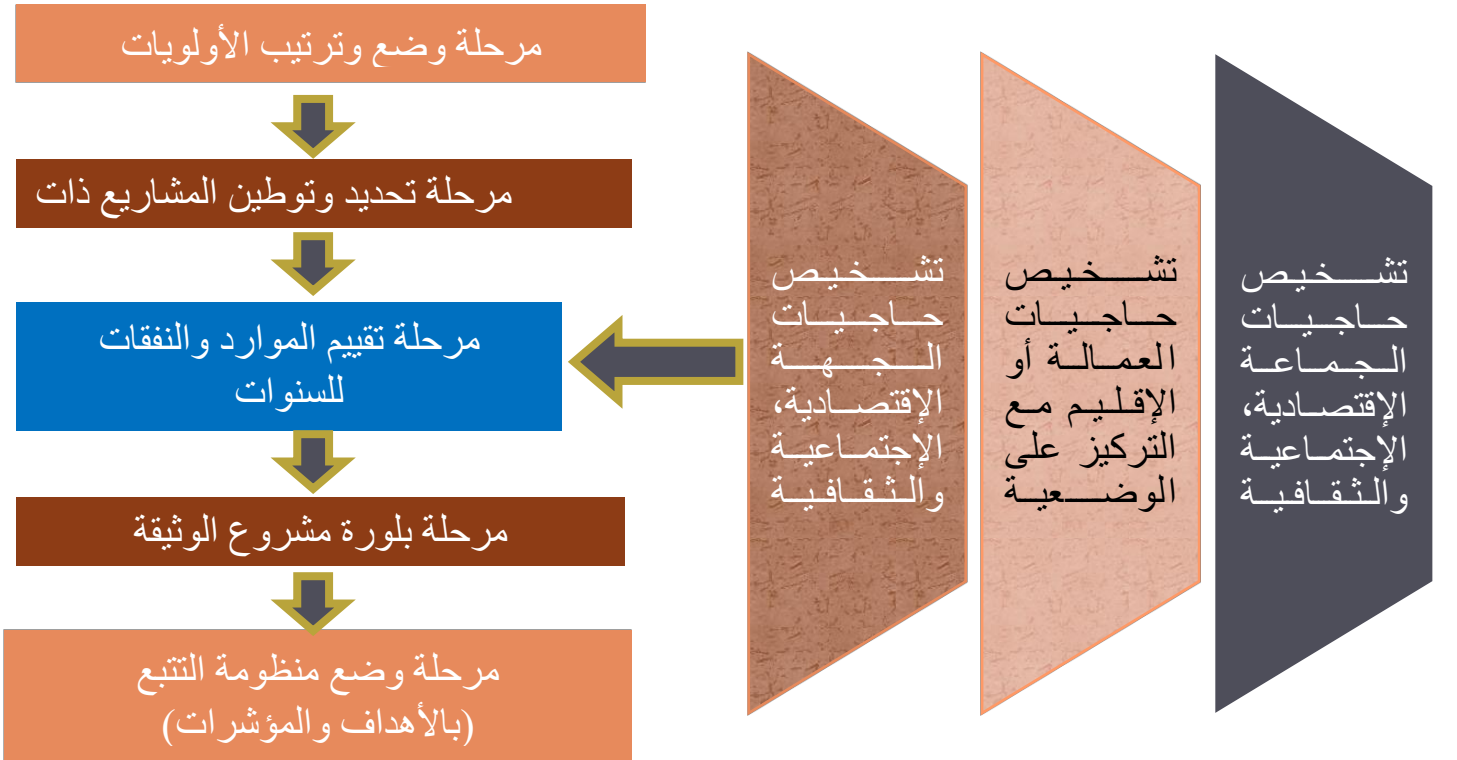 مرحلة وضع وترتيب الأولويات
مرحلة تحديد وتوطين المشاريع ذات
مرحلة تقييم الموارد والنفقات
للسنوات
مرحلة بلورة مشروع الوثيقة
مرحلة وضع منظومة التتبع
(بالأهداف والمؤشرات)
تشخيص
حاجيات
الجماعة
الإقتصادية،
الإجتماعية
والثقافية
تشخيص
حاجيات
العمالة أو
الإقليم مع
التركيز على
الوضعية
تشخيص
حاجيات
الجهة
الإقتصادية،
الإجتماعية
والثقافية